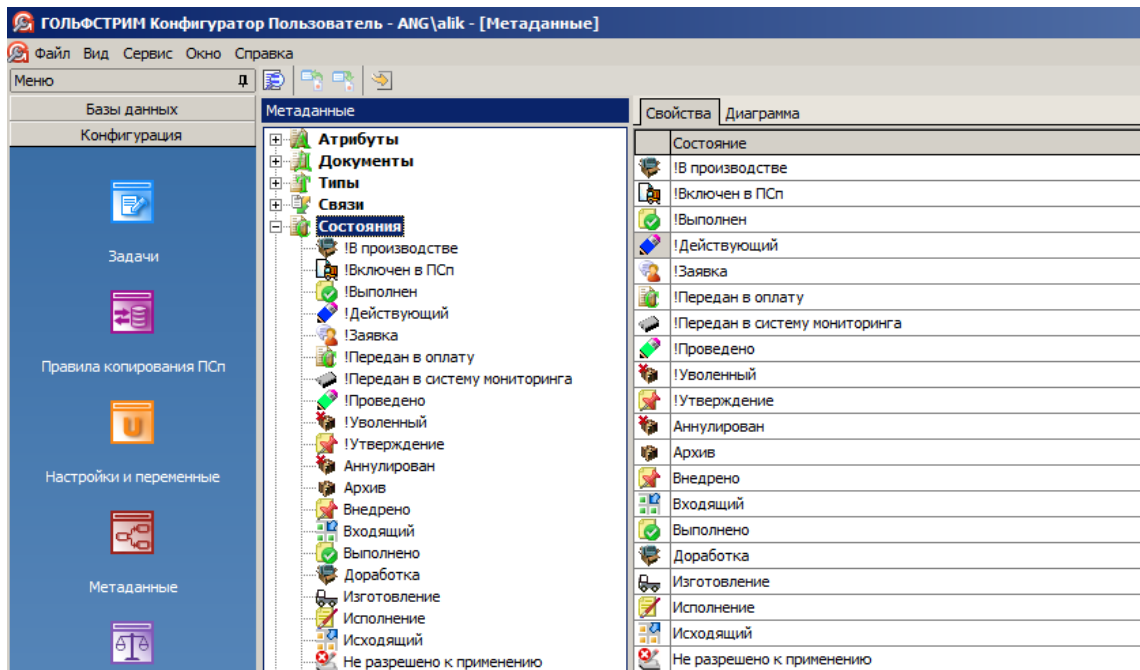 ГОЛЬФСТРИМ Конфигуратор Пользователь - ANG\alik - [Метаданные]
Файл Вид Сервис Окно Справка
Меню
Базы данных
Конфигурация
Задачи
Правила копирования ПСп
U
Настройки и переменные
Метаданные
Метаданные
Атрибуты
Документы
Типы
Связи
Состояния
!В производстве
!Включен в ПСп
!Выполнен
!Действующий
!Заявка
!Передан в оплату
!Передан в систему мониторинга
!Проведено
!Уволенный
!Утверждение
Аннулирован
Архив
Внедрено
Входящий
Выполнено
Доработка
Изготовление
Исполнение
Исходящий
Не разрешено к применению
Свойства Диаграмма
Состояние
!В производстве
!Включен в ПСп
!Выполнен
!Действующий
!Заявка
!Передан в оплату
!Передан в систему мониторинга
!Проведено
!Уволенный
!Утверждение
Аннулирован
Архив
Внедрено
Входящий
Выполнено
Доработка
Изготовление
Исполнение
Исходящий
Не разрешено к применению